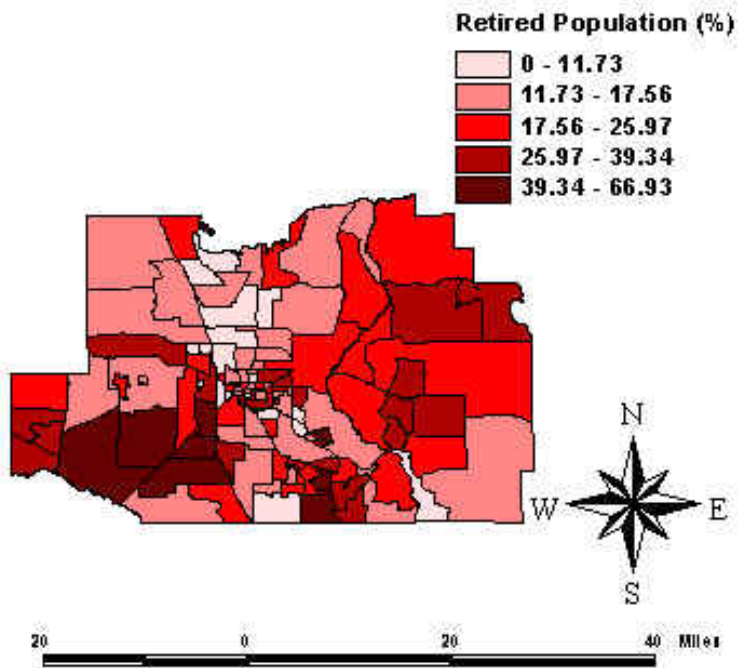 Retired Population (%)
0 - 11.73
11.73 - 17.56
17.56 - 25.97
25.97 - 39.34
39.34 - 66.93
N
W E
S
20 0 20 40 Miles